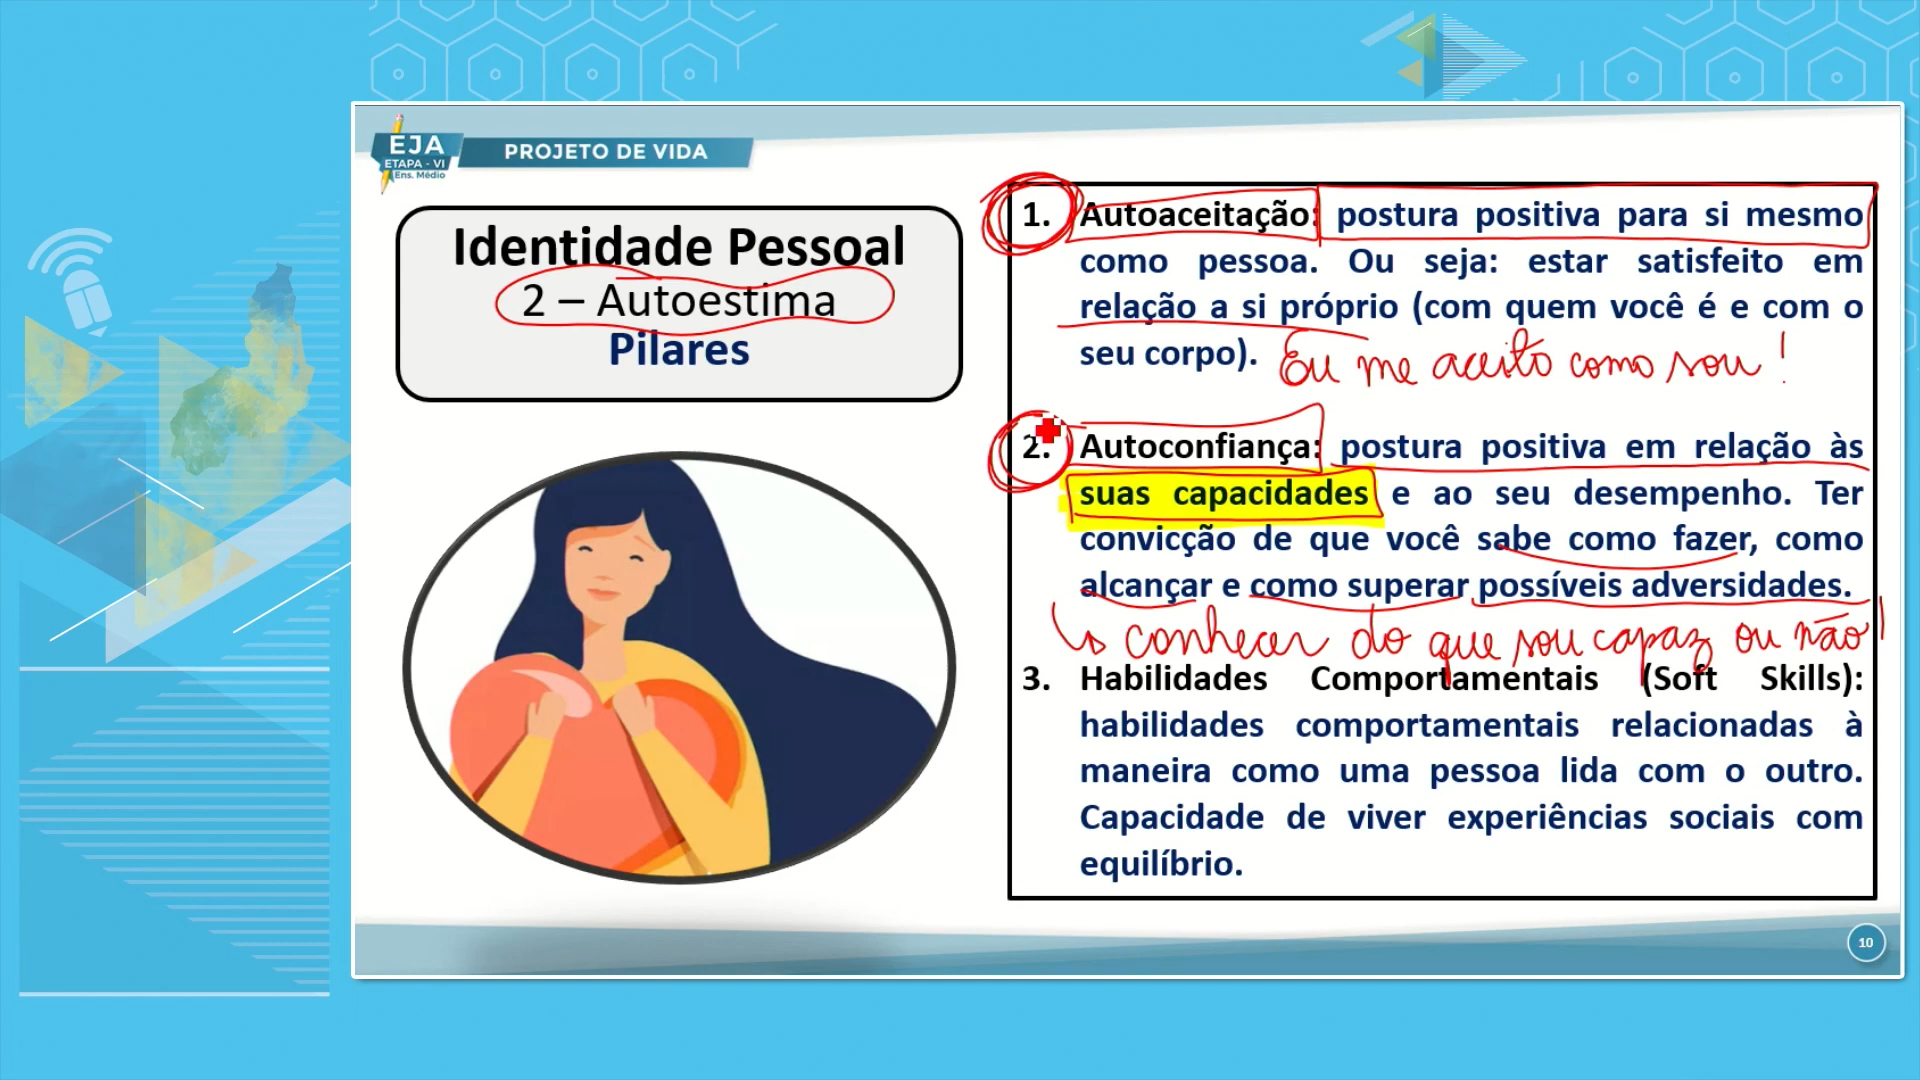 EJA
ETAPA - VI
Ens. Médio
PROJETO DE VIDA
Identidade Pessoal
2 – Autoestima
Pilares
1. Autoaceitação: postura positiva para si mesmo
como pessoa. Ou seja: estar satisfeito em
relação a si próprio (com quem você é e com o
seu corpo). Eu me aceito como sou!
2. Autoconfiança: postura positiva em relação às
suas capacidades e ao seu desempenho. Ter
convicção de que você sabe como fazer, como
alcançar e como superar possíveis adversidades.
↳ conhecer do que sou capaz ou não!
3. Habilidades Comportamentais (Soft Skills):
habilidades comportamentais relacionadas à
maneira como uma pessoa lida com o outro.
Capacidade de viver experiências sociais com
equilíbrio.
10